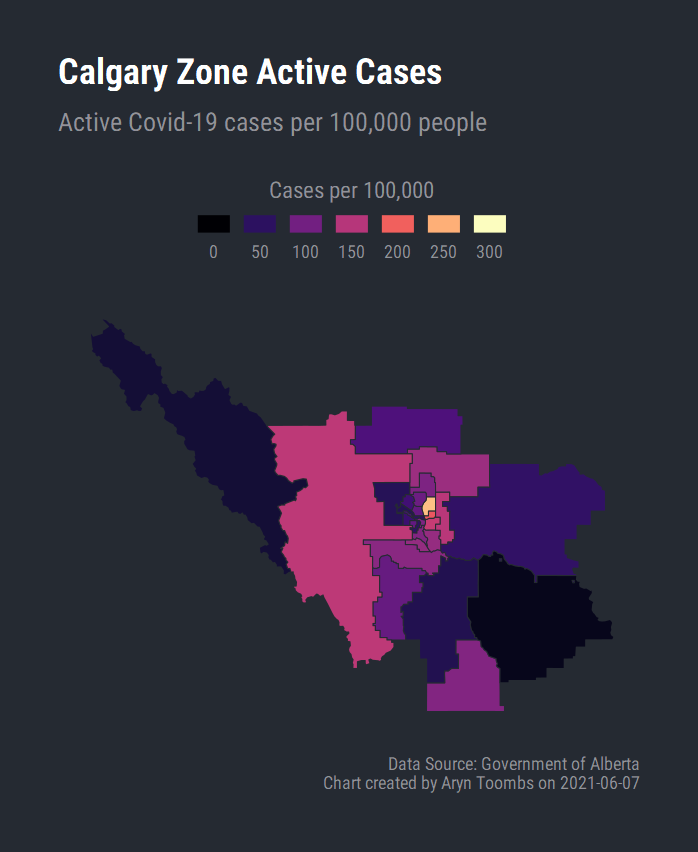 Calgary Zone Active Cases
Active Covid-19 cases per 100,000 people
Cases per 100,000
0 50 100 150 200 250 300
Data Source: Government of Alberta
Chart created by Aryn Toombs on 2021-06-07